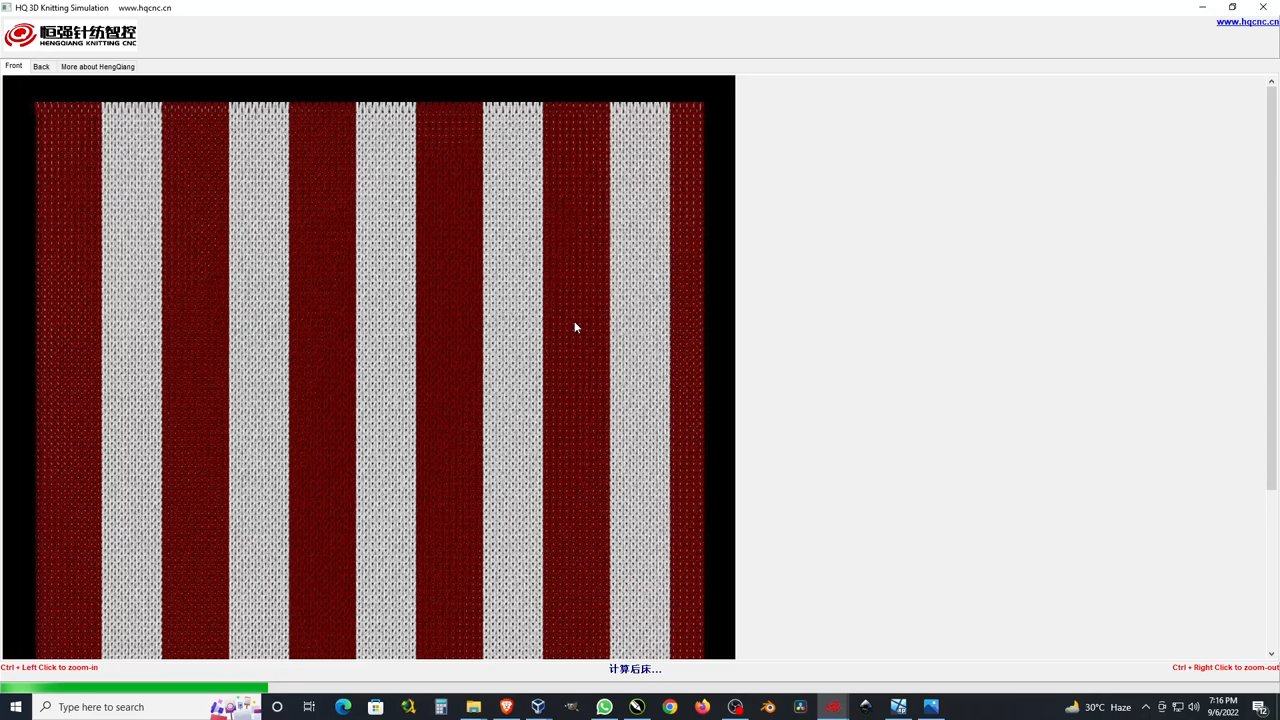 HQ 3D Knitting Simulation www.hqcnc.cn
www.hqcnc.cn
恒强针纺智控
HENGQIANG KNITTING CNC
Front Back More about HengQiang
Ctrl + Left Click to zoom-in
计算后床...
Ctrl + Right Click to zoom-out
Type here to search
30°C Haze
7:16 PM
9/6/2022
12